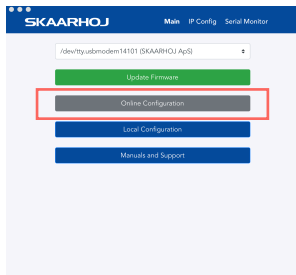 SKAARHOJ Main IP Config Serial Monitor
/dev/tty.usbmodem14101 (SKAARHOJ ApS)
Update Firmware
Online Configuration
Local Configuration
Manuals and Support